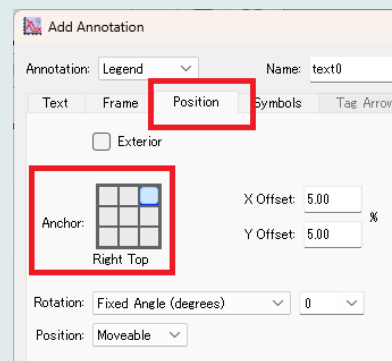 Add Annotation
Annotation: Legend Name: text0
Text Frame Position Symbols Tag Arrow
Exterior
X Offset: 5.00
Anchor: %
Y Offset: 5.00
Right Top
Rotation: Fixed Angle (degrees) 0
Position: Moveable